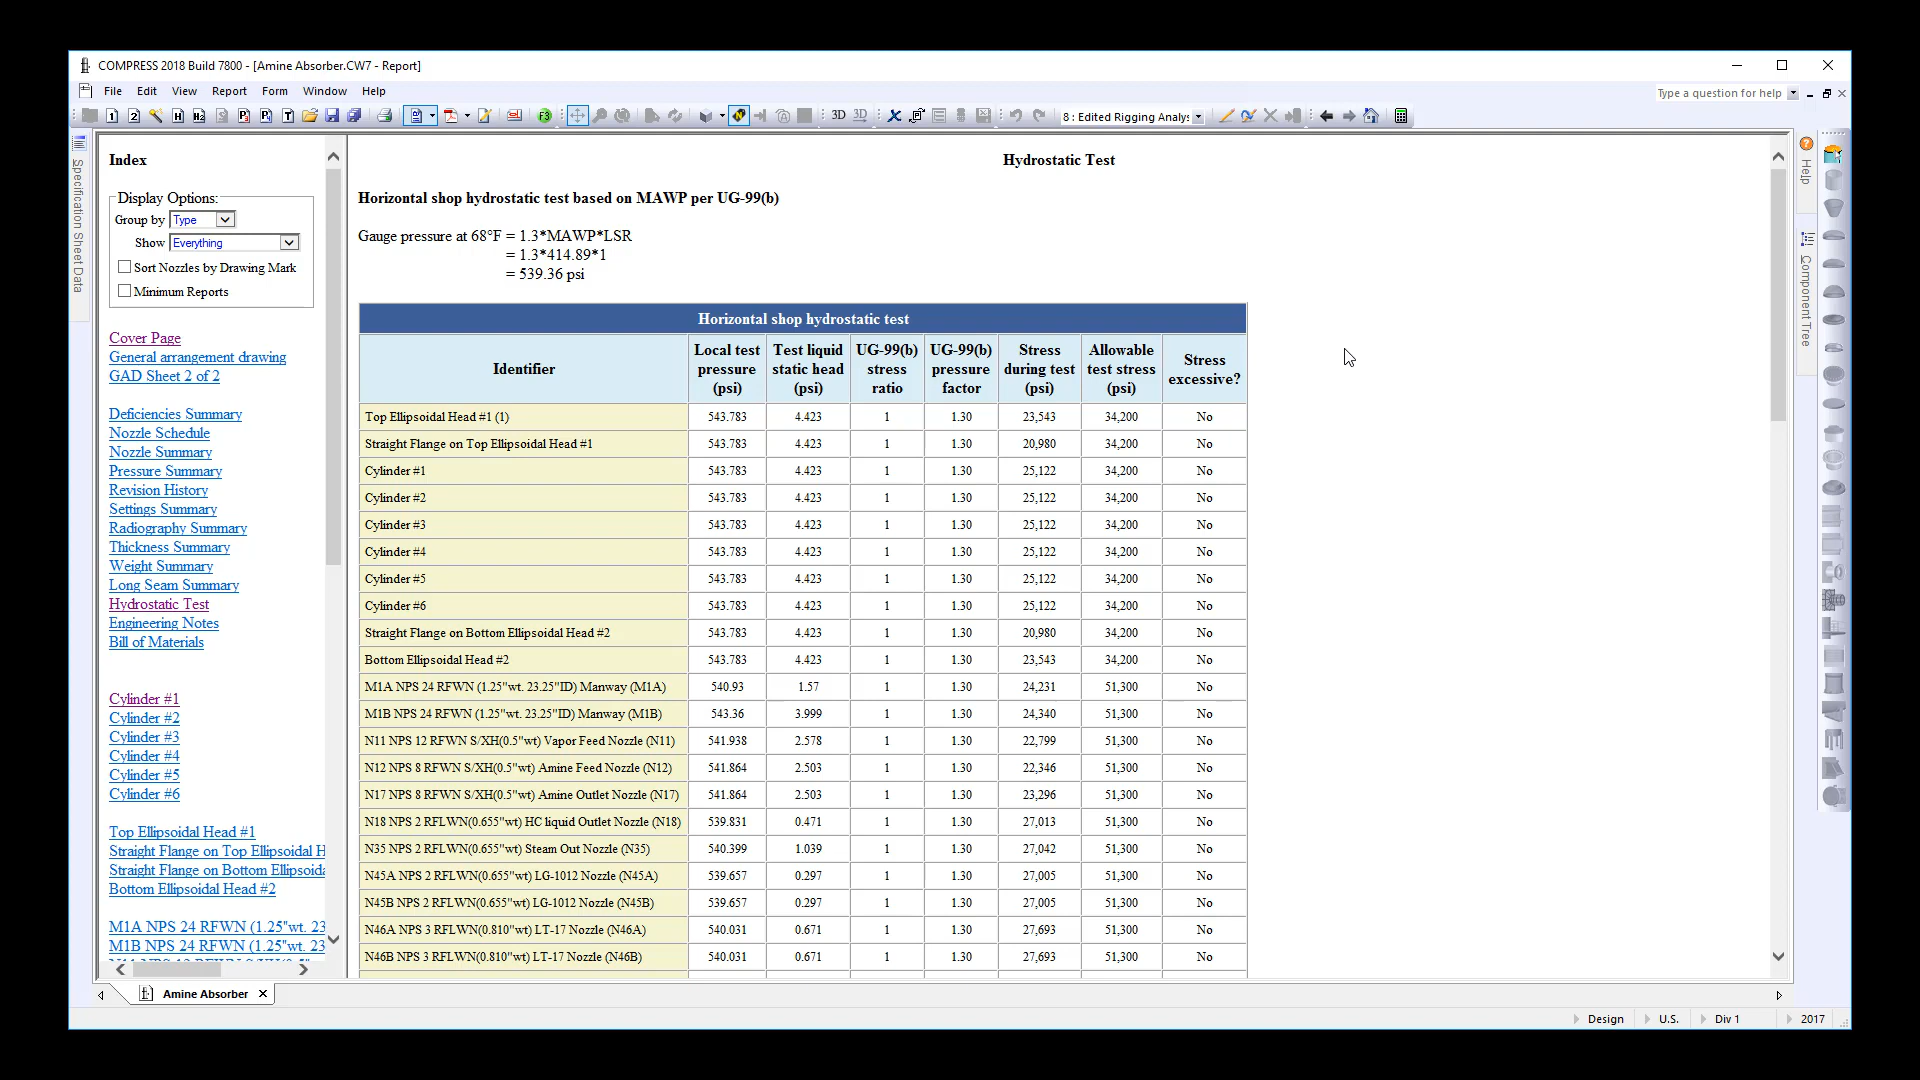 COMPRESS 2018 Build 7800 - [Amine Absorber.CW7 - Report]
File Edit View Report Form Window Help
Type a question for help
8 : Edited Rigging Analys
3D 3D
Specification Sheet Data
Index
Display Options:
Group by Type
Show Everything
Sort Nozzles by Drawing Mark
Minimum Reports
Cover Page
General arrangement drawing
GAD Sheet 2 of 2
Deficiencies Summary
Nozzle Schedule
Nozzle Summary
Pressure Summary
Revision History
Settings Summary
Radiography Summary
Thickness Summary
Weight Summary
Long Seam Summary
Hydrostatic Test
Engineering Notes
Bill of Materials
Cylinder #1
Cylinder #2
Cylinder #3
Cylinder #4
Cylinder #5
Cylinder #6
Top Ellipsoidal Head #1
Straight Flange on Top Ellipsoidal H
Straight Flange on Bottom Ellipsoida
Bottom Ellipsoidal Head #2
M1A NPS 24 RFWN (1.25"wt. 23
M1B NPS 24 RFWN (1.25"wt. 23
Hydrostatic Test
Horizontal shop hydrostatic test based on MAWP per UG-99(b)
Gauge pressure at 68°F = 1.3*MAWP*LSR
= 1.3*414.89*1
= 539.36 psi
Horizontal shop hydrostatic test
Identifier Local test pressure (psi) Test liquid static head (psi) UG-99(b) stress ratio UG-99(b) pressure factor Stress during test (psi) Allowable test stress (psi) Stress excessive?
Top Ellipsoidal Head #1 (1) 543.783 4.423 1 1.30 23,543 34,200 No
Straight Flange on Top Ellipsoidal Head #1 543.783 4.423 1 1.30 20,980 34,200 No
Cylinder #1 543.783 4.423 1 1.30 25,122 34,200 No
Cylinder #2 543.783 4.423 1 1.30 25,122 34,200 No
Cylinder #3 543.783 4.423 1 1.30 25,122 34,200 No
Cylinder #4 543.783 4.423 1 1.30 25,122 34,200 No
Cylinder #5 543.783 4.423 1 1.30 25,122 34,200 No
Cylinder #6 543.783 4.423 1 1.30 25,122 34,200 No
Straight Flange on Bottom Ellipsoidal Head #2 543.783 4.423 1 1.30 20,980 34,200 No
Bottom Ellipsoidal Head #2 543.783 4.423 1 1.30 23,543 34,200 No
M1A NPS 24 RFWN (1.25"wt. 23.25"ID) Manway (M1A) 540.93 1.57 1 1.30 24,231 51,300 No
M1B NPS 24 RFWN (1.25"wt. 23.25"ID) Manway (M1B) 543.36 3.999 1 1.30 24,340 51,300 No
N11 NPS 12 RFWN S/XH(0.5"wt) Vapor Feed Nozzle (N11) 541.938 2.578 1 1.30 22,799 51,300 No
N12 NPS 8 RFWN S/XH(0.5"wt) Amine Feed Nozzle (N12) 541.864 2.503 1 1.30 22,346 51,300 No
N17 NPS 8 RFWN S/XH(0.5"wt) Amine Outlet Nozzle (N17) 541.864 2.503 1 1.30 23,296 51,300 No
N18 NPS 2 RFLWN(0.655"wt) HC liquid Outlet Nozzle (N18) 539.831 0.471 1 1.30 27,013 51,300 No
N35 NPS 2 RFLWN(0.655"wt) Steam Out Nozzle (N35) 540.399 1.039 1 1.30 27,042 51,300 No
N45A NPS 2 RFLWN(0.655"wt) LG-1012 Nozzle (N45A) 539.657 0.297 1 1.30 27,005 51,300 No
N45B NPS 2 RFLWN(0.655"wt) LG-1012 Nozzle (N45B) 539.657 0.297 1 1.30 27,005 51,300 No
N46A NPS 3 RFLWN(0.810"wt) LT-17 Nozzle (N46A) 540.031 0.671 1 1.30 27,693 51,300 No
N46B NPS 3 RFLWN(0.810"wt) LT-17 Nozzle (N46B) 540.031 0.671 1 1.30 27,693 51,300 No
Help
Component Tree
Amine Absorber
Design U.S. Div 1 2017